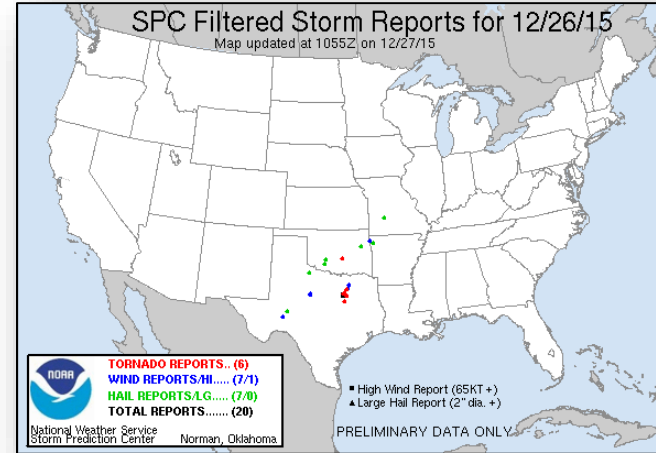 SPC Filtered Storm Reports for 12/26/15
Map updated at 1055Z on 12/27/15
NOAA
TORNADO REPORTS.. (6)
WIND REPORTS/HI..... (7/1)
HAIL REPORTS/LG..... (7/0)
TOTAL REPORTS....... (20)
National Weather Service
Storm Prediction Center Norman, Oklahoma
■ High Wind Report (65KT +)
▲ Large Hail Report (2" dia. +)
PRELIMINARY DATA ONLY